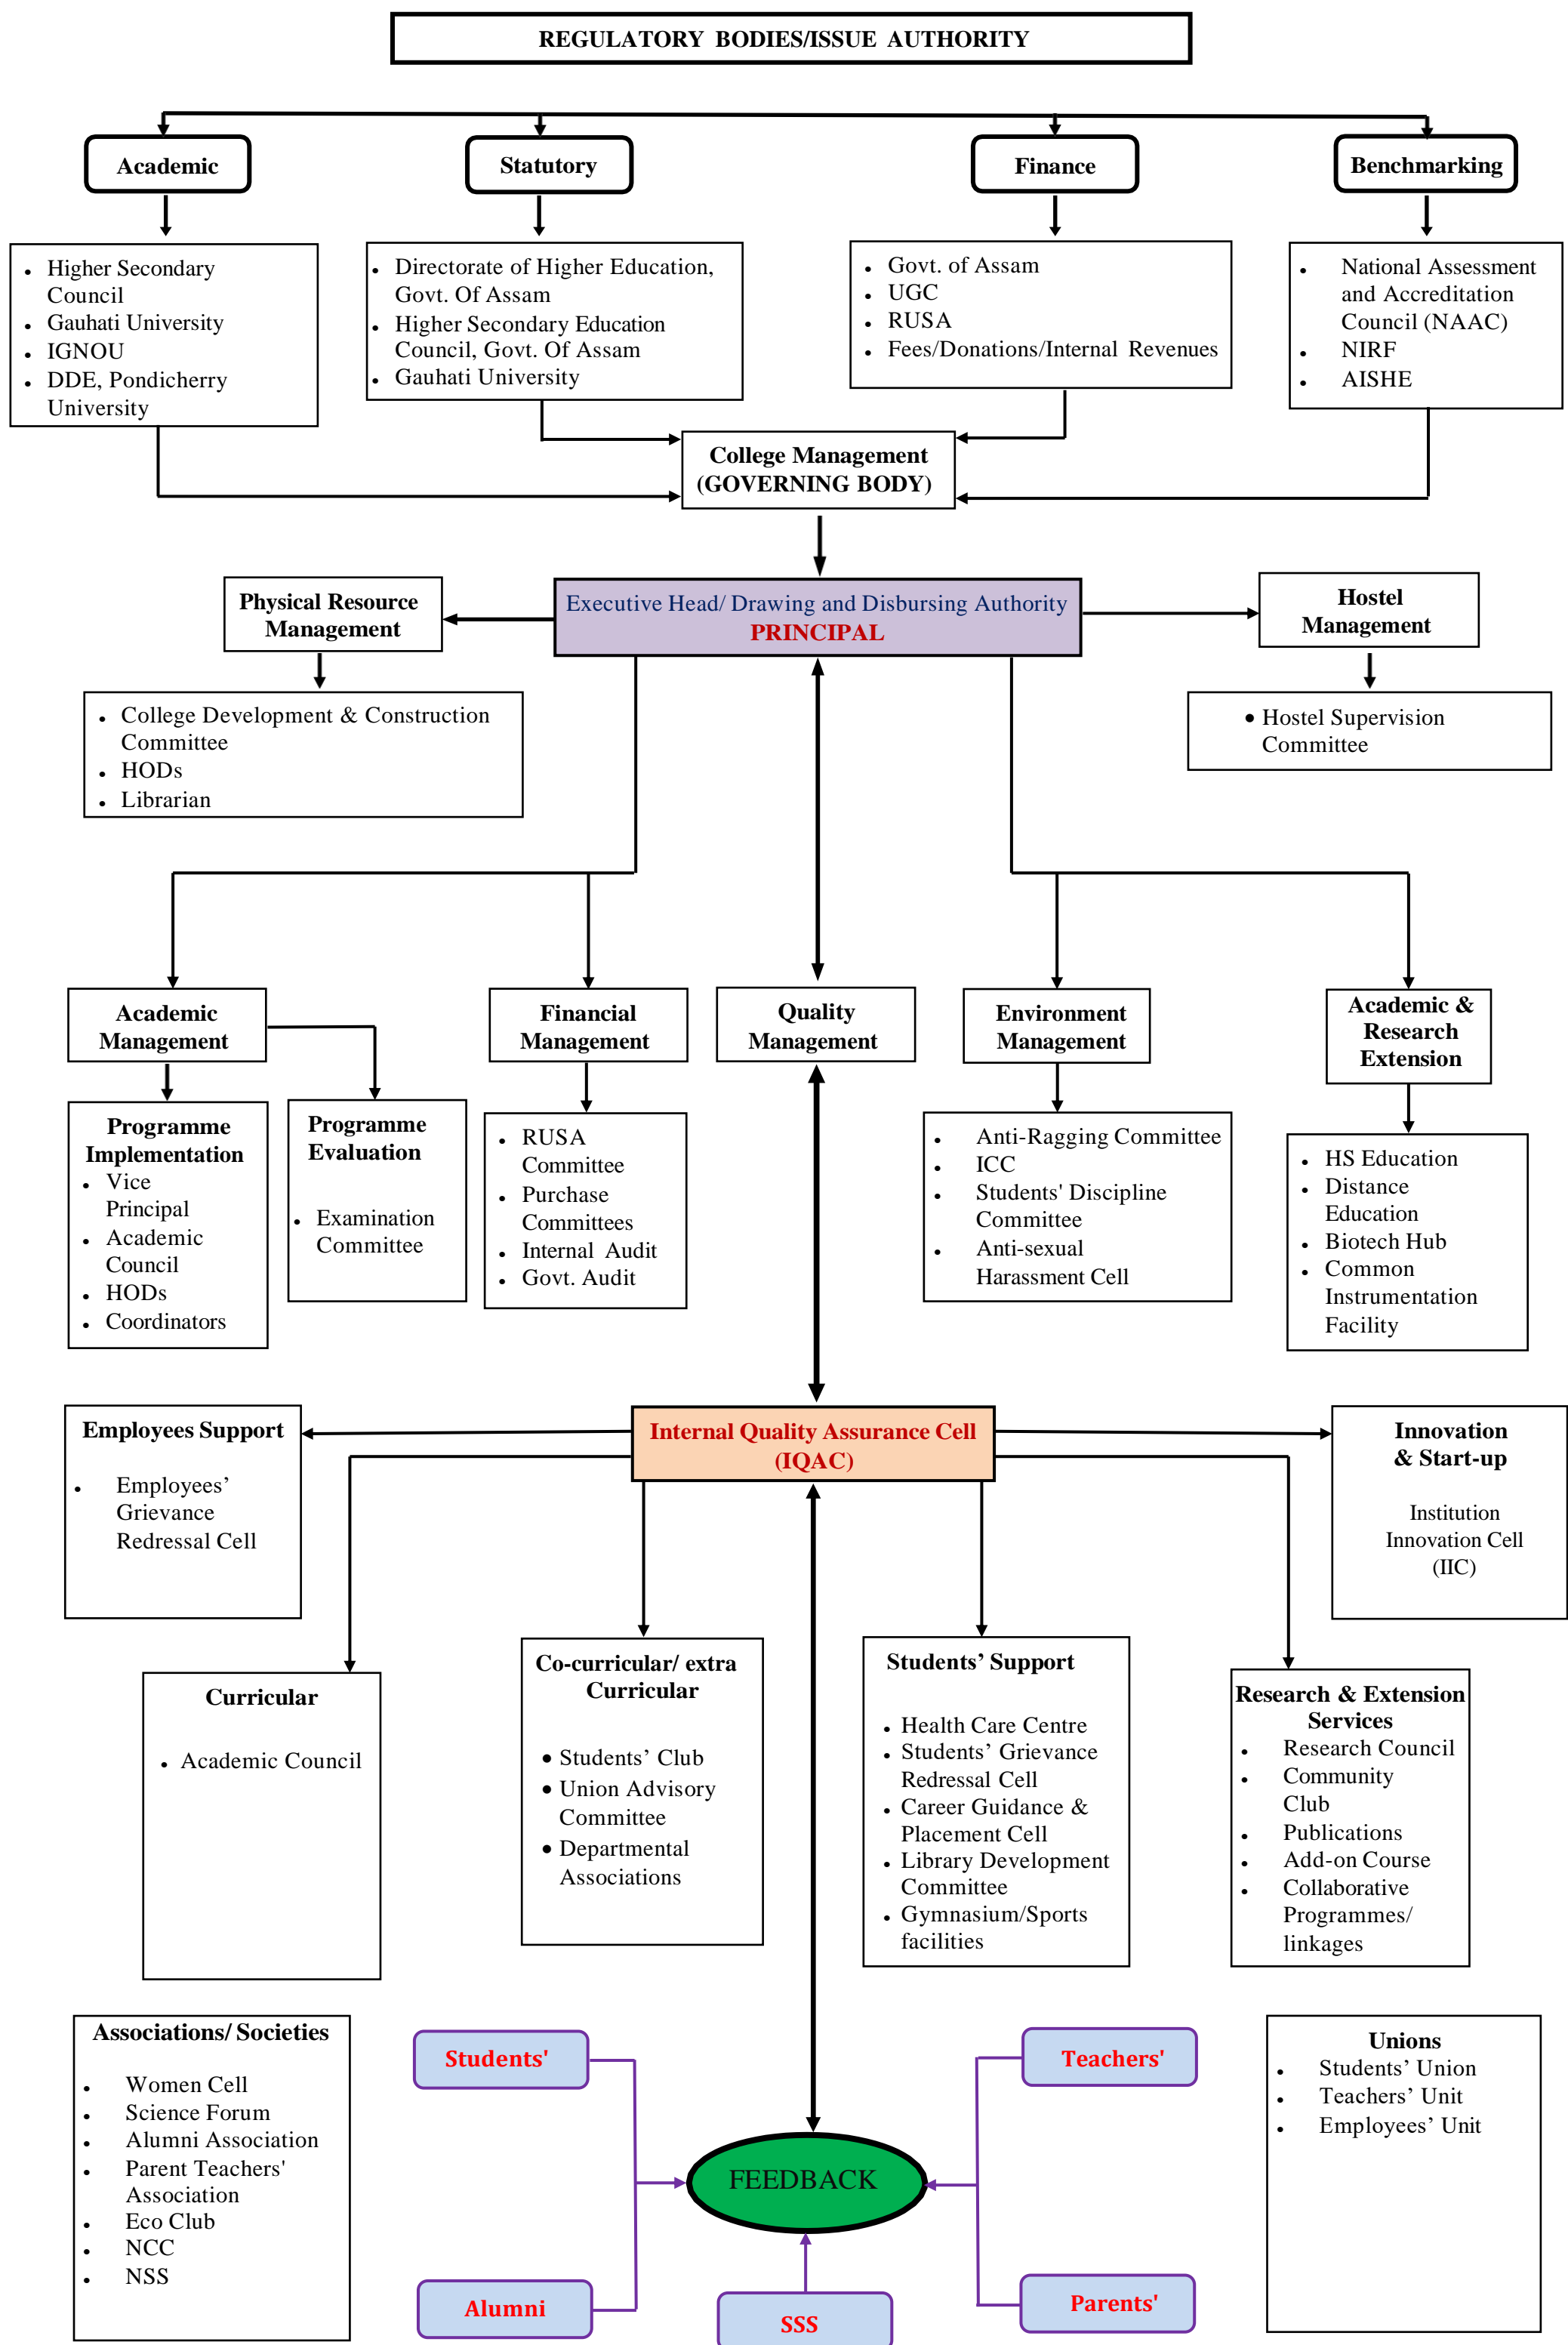 REGULATORY BODIES/ISSUE AUTHORITY
Academic
Statutory
Finance
Benchmarking
• Higher Secondary
Council
• Gauhati University
• IGNOU
• DDE, Pondicherry
University
• Directorate of Higher Education,
Govt. Of Assam
• Higher Secondary Education
Council, Govt. Of Assam
• Gauhati University
• Govt. of Assam
• UGC
• RUSA
• Fees/Donations/Internal Revenues
• National Assessment
and Accreditation
Council (NAAC)
• NIRF
• AISHE
College Management
(GOVERNING BODY)
Physical Resource
Management
Executive Head/ Drawing and Disbursing Authority
PRINCIPAL
Hostel
Management
• College Development & Construction
Committee
• HODs
• Librarian
• Hostel Supervision
Committee
Academic
Management
Financial
Management
Quality
Management
Environment
Management
Academic &
Research
Extension
Programme
Implementation
• Vice
Principal
• Academic
Council
• HODs
• Coordinators
Programme
Evaluation
• Examination
Committee
• RUSA
Committee
• Purchase
Committees
• Internal Audit
• Govt. Audit
• Anti-Ragging Committee
• ICC
• Students' Discipline
Committee
• Anti-sexual
Harassment Cell
• HS Education
• Distance
Education
• Biotech Hub
• Common
Instrumentation
Facility
Employees Support
• Employees’
Grievance
Redressal Cell
Internal Quality Assurance Cell
(IQAC)
Innovation
& Start-up
Institution
Innovation Cell
(IIC)
Curricular
• Academic Council
Co-curricular/ extra
Curricular
• Students’ Club
• Union Advisory
Committee
• Departmental
Associations
Students’ Support
• Health Care Centre
• Students’ Grievance
Redressal Cell
• Career Guidance &
Placement Cell
• Library Development
Committee
• Gymnasium/Sports
facilities
Research & Extension
Services
• Research Council
• Community
Club
• Publications
• Add-on Course
• Collaborative
Programmes/
linkages
Associations/ Societies
• Women Cell
• Science Forum
• Alumni Association
• Parent Teachers'
Association
• Eco Club
• NCC
• NSS
Students'
Teachers'
FEEDBACK
Alumni
SSS
Parents'
Unions
• Students’ Union
• Teachers’ Unit
• Employees’ Unit